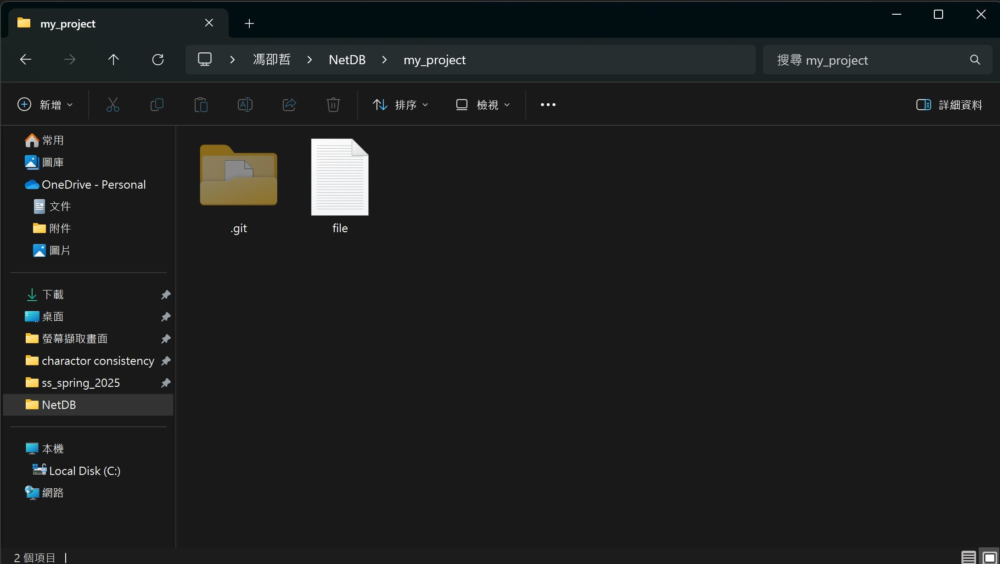 my_project
馮卲哲 NetDB my_project
搜尋 my_project
新增
排序
檢視
詳細資料
常用
圖庫
OneDrive - Personal
文件
附件
圖片
下載
桌面
螢幕擷取畫面
charactor consistency
ss_spring_2025
NetDB
本機
Local Disk (C:)
網路
.git
file
2 個項目